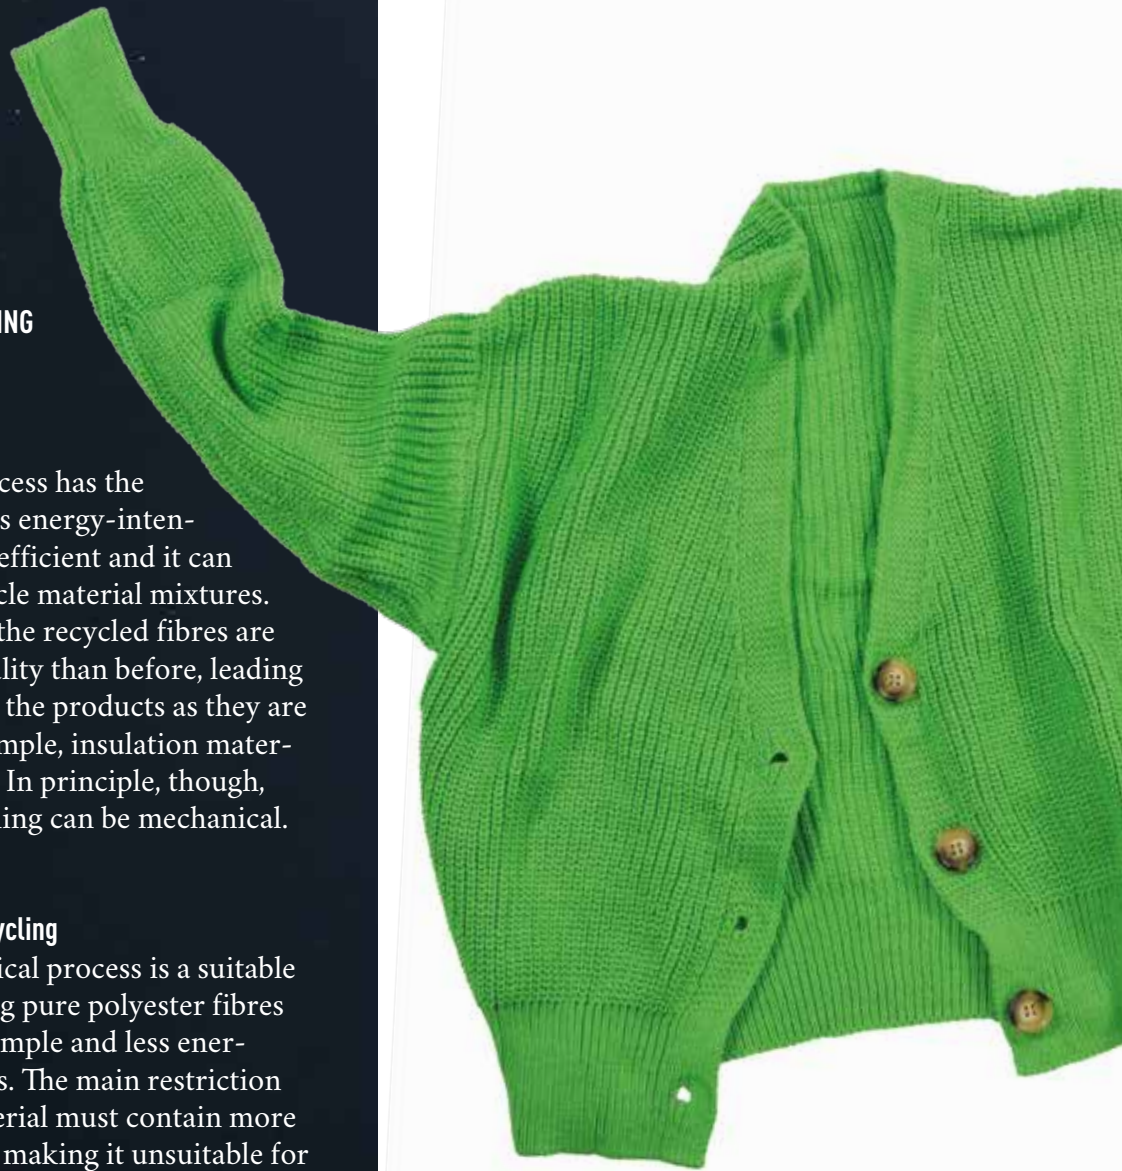 ING
cess has the
s energy-inten-
efficient and it can
cle material mixtures.
the recycled fibres are
lity than before, leading
the products as they are
mple, insulation mater-
In principle, though,
ing can be mechanical.
ycling
ical process is a suitable
g pure polyester fibres
mple and less ener-
s. The main restriction
erial must contain more
making it unsuitable for